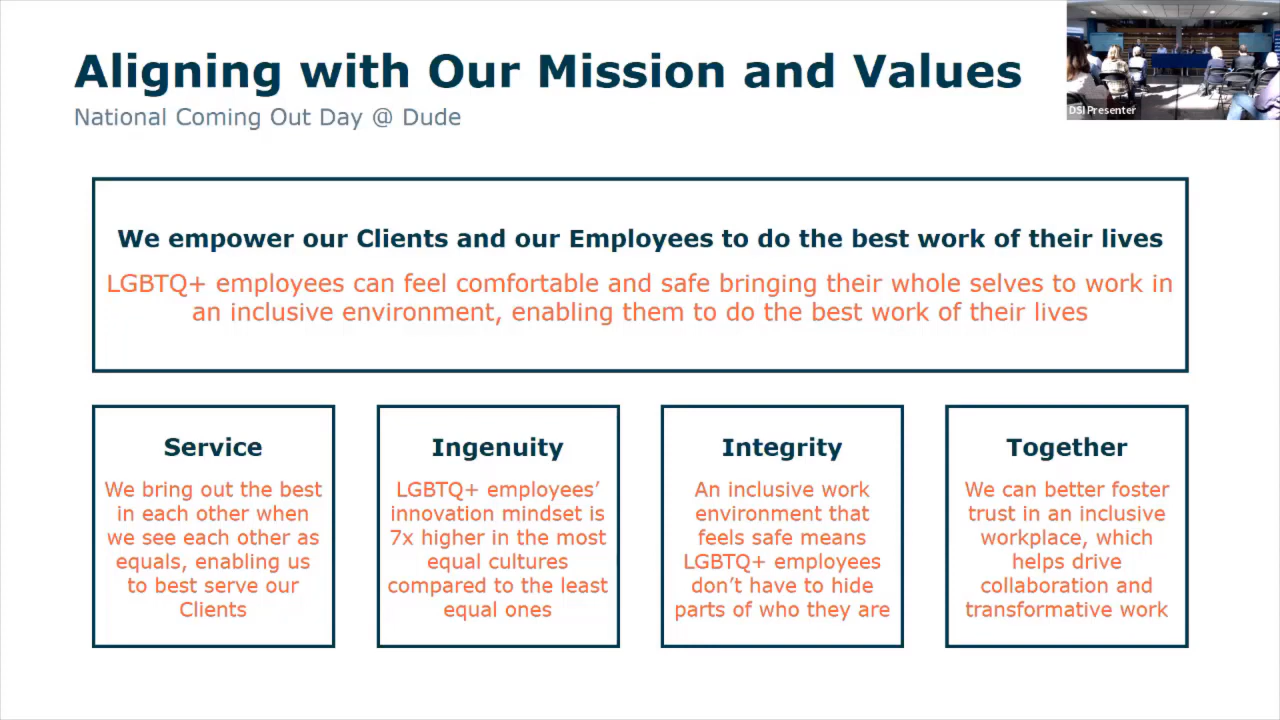 Aligning with Our Mission and Values
National Coming Out Day @ Dude
DSI Presenter
We empower our Clients and our Employees to do the best work of their lives
LGBTQ+ employees can feel comfortable and safe bringing their whole selves to work in
an inclusive environment, enabling them to do the best work of their lives
Service
We bring out the best
in each other when
we see each other as
equals, enabling us
to best serve our
Clients
Ingenuity
LGBTQ+ employees’
innovation mindset is
7x higher in the most
equal cultures
compared to the least
equal ones
Integrity
An inclusive work
environment that
feels safe means
LGBTQ+ employees
don’t have to hide
parts of who they are
Together
We can better foster
trust in an inclusive
workplace, which
helps drive
collaboration and
transformative work